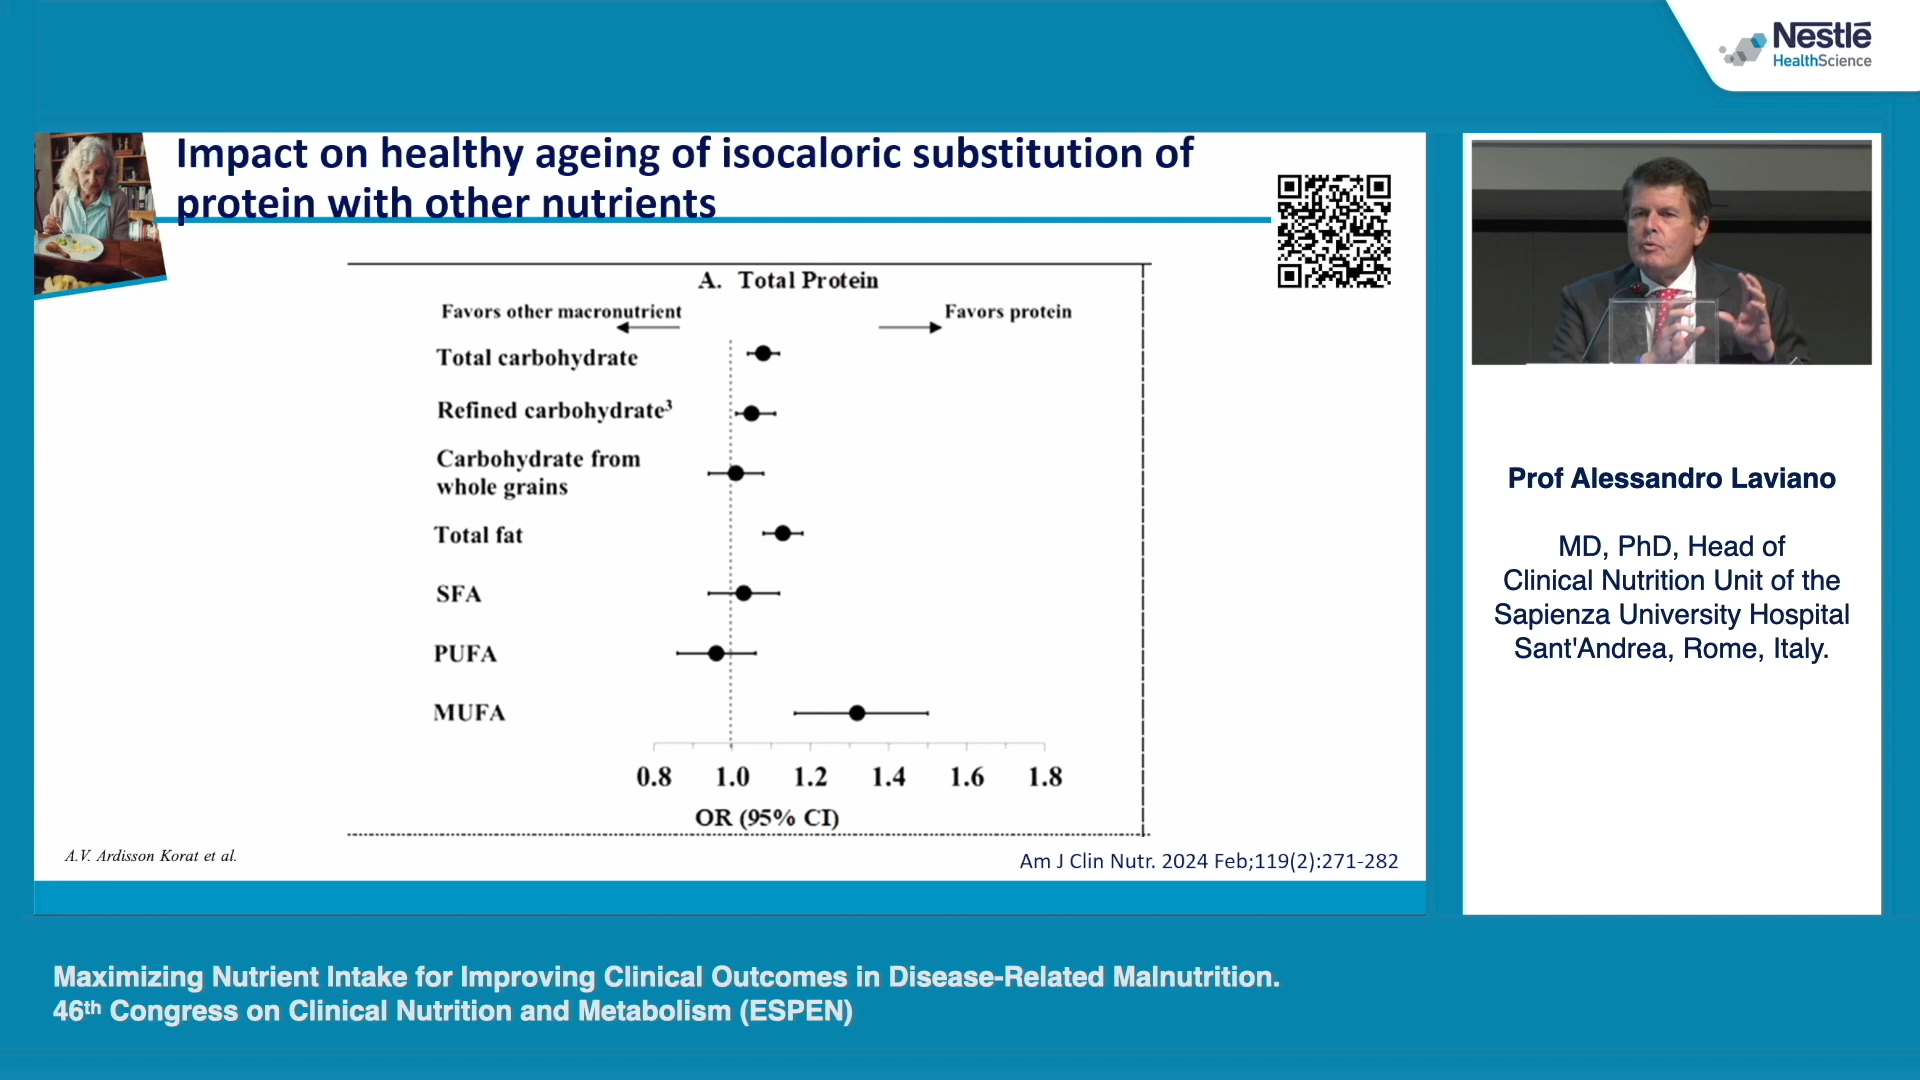 Nestlé
HealthScience
Impact on healthy ageing of isocaloric substitution of
protein with other nutrients
A. Total Protein
Favors other macronutrient
Favors protein
Total carbohydrate
Refined carbohydrate³
Carbohydrate from
whole grains
Total fat
SFA
PUFA
MUFA
0.8 1.0 1.2 1.4 1.6 1.8
OR (95% CI)
A.V. Ardisson Korat et al.
Am J Clin Nutr. 2024 Feb;119(2):271-282
Prof Alessandro Laviano
MD, PhD, Head of
Clinical Nutrition Unit of the
Sapienza University Hospital
Sant'Andrea, Rome, Italy.
Maximizing Nutrient Intake for Improving Clinical Outcomes in Disease-Related Malnutrition.
46th Congress on Clinical Nutrition and Metabolism (ESPEN)